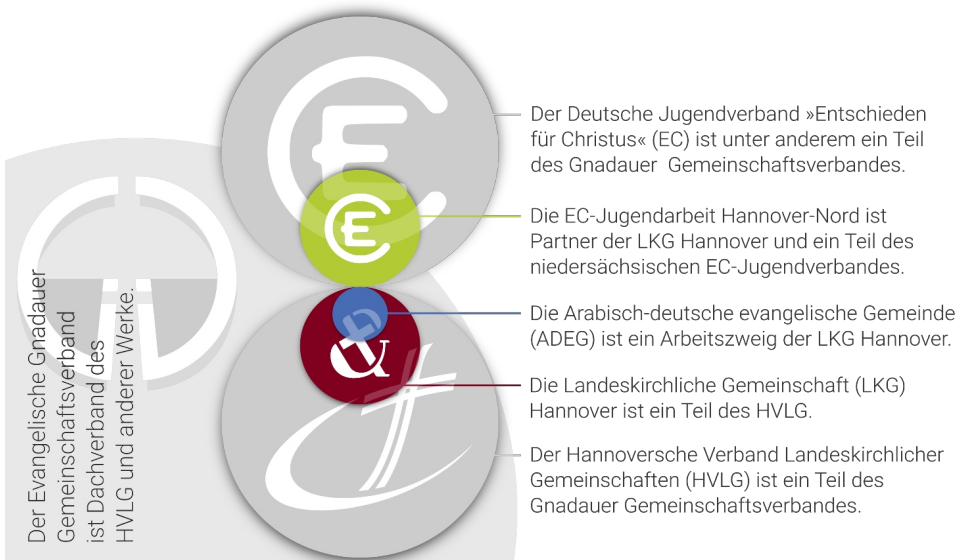 Der Evangelische Gnadauer
Gemeinschaftsverband
ist Dachverband des
HVLG und anderer Werke.
EC
EC
&
Der Deutsche Jugendverband »Entschieden
für Christus« (EC) ist unter anderem ein Teil
des Gnadauer Gemeinschaftsverbandes.
Die EC-Jugendarbeit Hannover-Nord ist
Partner der LKG Hannover und ein Teil des
niedersächsischen EC-Jugendverbandes.
Die Arabisch-deutsche evangelische Gemeinde
(ADEG) ist ein Arbeitszweig der LKG Hannover.
Die Landeskirchliche Gemeinschaft (LKG)
Hannover ist ein Teil des HVLG.
Der Hannoversche Verband Landeskirchlicher
Gemeinschaften (HVLG) ist ein Teil des
Gnadauer Gemeinschaftsverbandes.